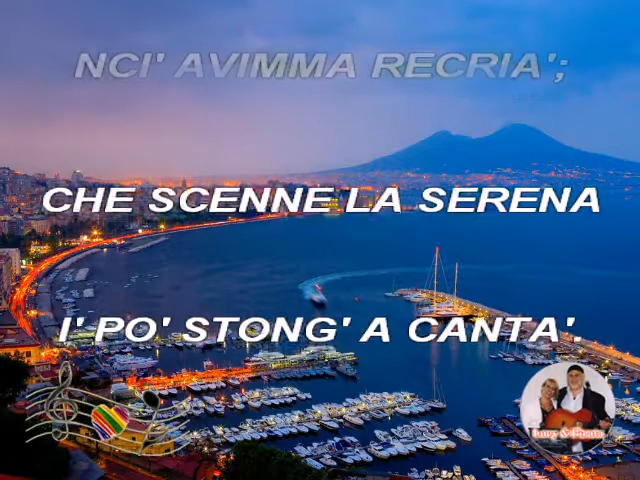 NCI' AVIMMA RECRIA';
CHE SCENNE LA SERENA
I' PO' STONG' A CANTA'.